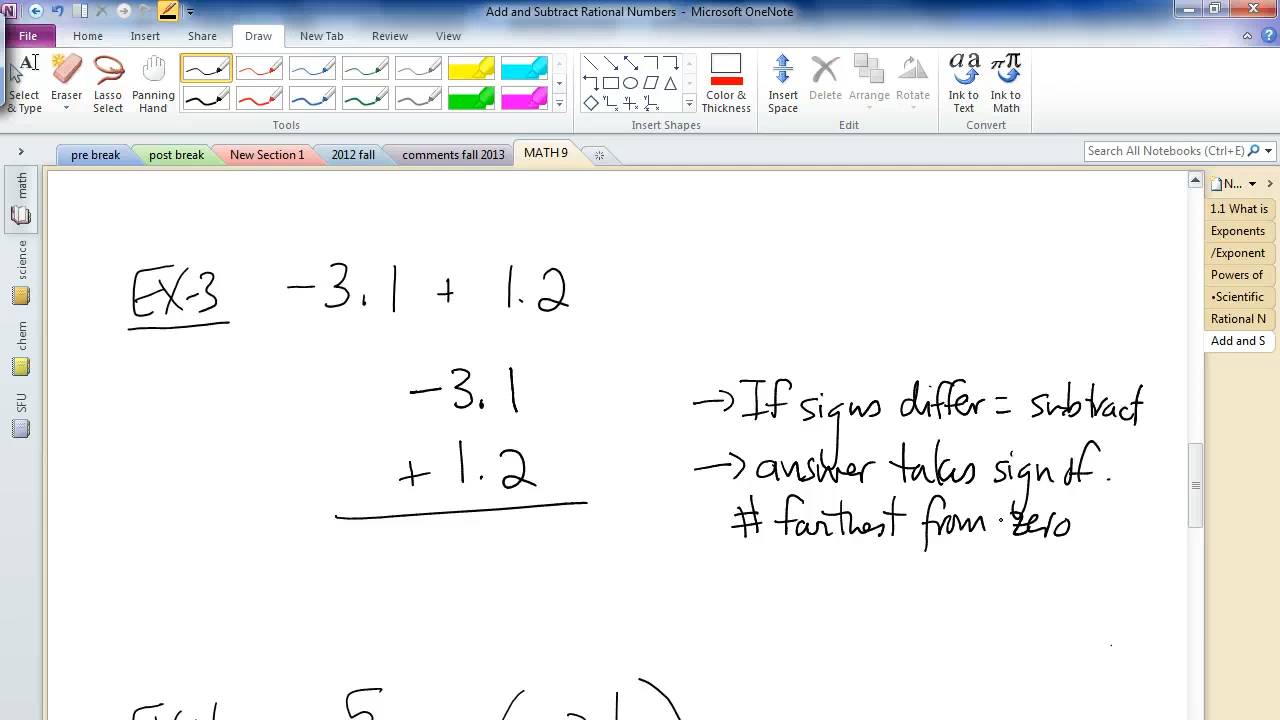 Add and Subtract Rational Numbers - Microsoft OneNote
File Home Insert Share Draw New Tab Review View
Select & Type
Eraser
Lasso Select
Panning Hand
Color & Thickness
Insert Space
Delete
Arrange
Rotate
Ink to Text
Ink to Math
Tools
Insert Shapes
Edit
Convert
pre break post break New Section 1 2012 fall comments fall 2013 MATH 9
Search All Notebooks (Ctrl+E)
N...
math
science
chem
SFU
1.1 What is
Exponents
/Exponent
Powers of
•Scientific
Rational N
Add and S
EX-3 -3.1 + 1.2
-3.1
+ 1.2
→ If signs differ = subtract
→ answer takes sign of
# farthest from zero
5